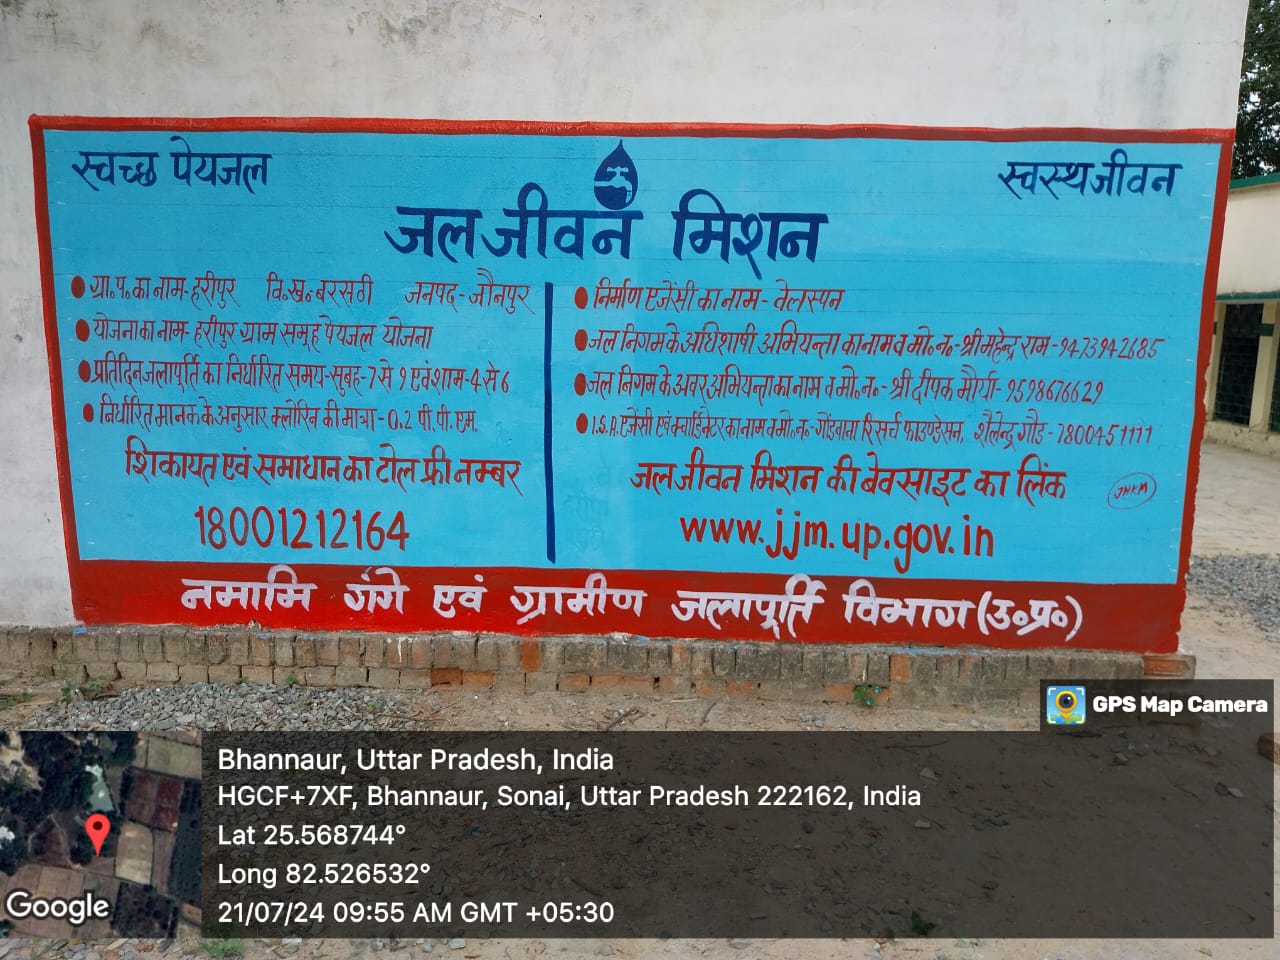 स्वच्छ पेयजल
स्वस्थ जीवन
जल जीवन मिशन
ग्रा.प. का नाम- हरीपुर वि॰ख॰ बरसठी जनपद- जौनपुर
योजना का नाम- हरीपुर ग्राम समूह पेयजल योजना
प्रतिदिन जलापूर्ति का निर्धारित समय- सुबह- 7 से 9 एवं शाम- 4 से 6
निर्धारित मानक के अनुसार क्लोरिन की मात्रा- 0.2 पी. पी. एम.
शिकायत एवं समाधान का टोल फ्री नम्बर
18001212164
निर्माण एजेंसी का नाम- वेलस्पन
जल निगम के अधिशाषी अभियन्ता का नाम व मो॰ न॰- श्री महेन्द्र राम- 9473942685
जल निगम के अवर अभियन्ता का नाम व मो॰ न॰- श्री दीपक मौर्या- 9598676629
I.S.A. एजेंसी एवं क्वार्डिनेटर का नाम व मो॰ न॰- गोंडवाना रिसर्च फाउण्डेसन, शैलेन्द्र गौड- 7800451111
जल जीवन मिशन की बेवसाइट का लिंक
JHKM
www.jjm.up.gov.in
नमामि गंगे एवं ग्रामीण जलापूर्ति विभाग (उ॰प्र॰)
GPS Map Camera
Bhannaur, Uttar Pradesh, India
HGCF+7XF, Bhannaur, Sonai, Uttar Pradesh 222162, India
Lat 25.568744°
Long 82.526532°
21/07/24 09:55 AM GMT +05:30
Google